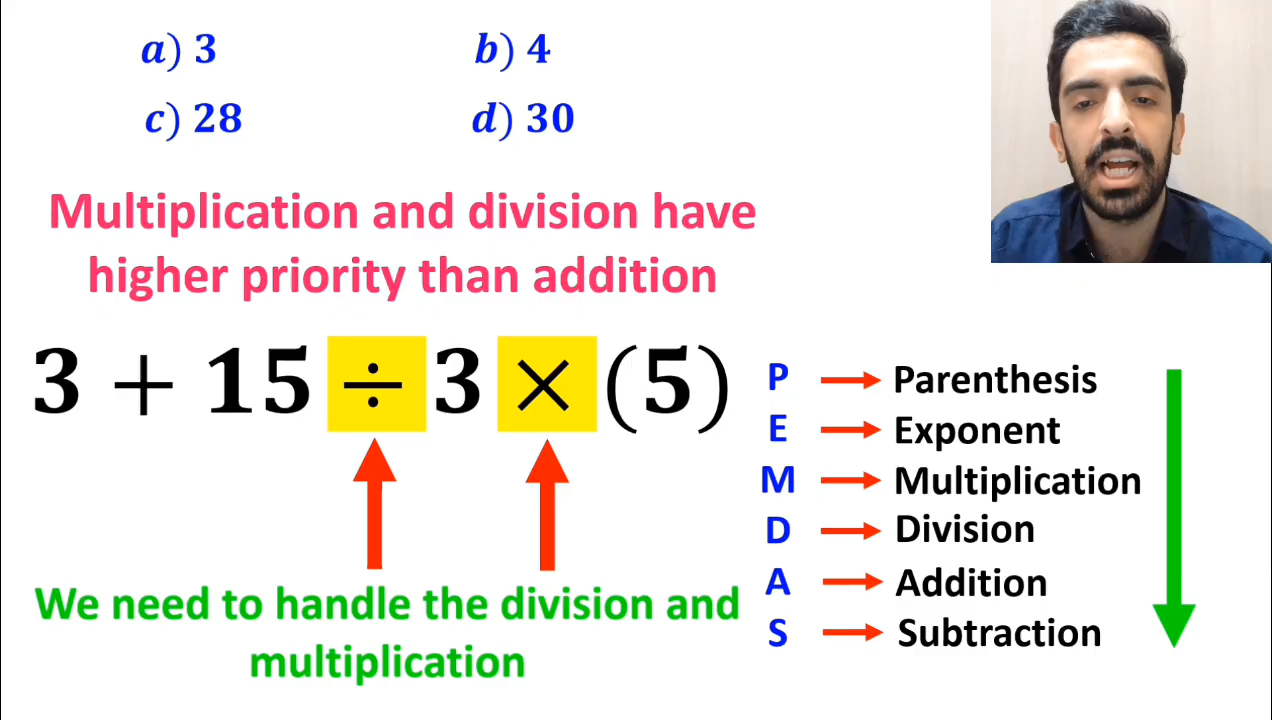 a) 3
b) 4
c) 28
d) 30
Multiplication and division have
higher priority than addition
3 + 15 ÷ 3 × (5)
We need to handle the division and
multiplication
P → Parenthesis
E → Exponent
M → Multiplication
D → Division
A → Addition
S → Subtraction